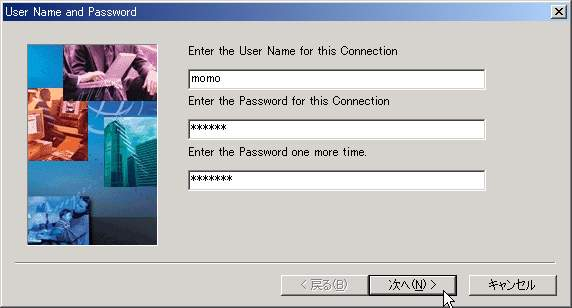 User Name and Password
Enter the User Name for this Connection
momo
Enter the Password for this Connection
******
Enter the Password one more time.
*******
< 戻る(B)
次へ(N) >
キャンセル